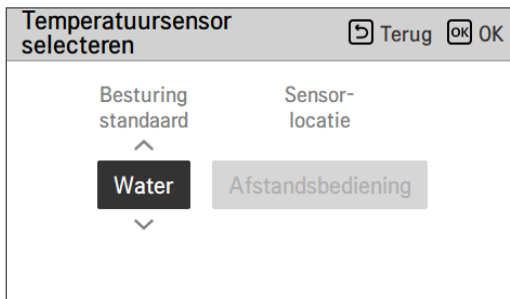 Temperatuursensor
selecteren
Terug
OK OK
Besturing
standaard
Sensor-
locatie
Water
Afstandsbediening